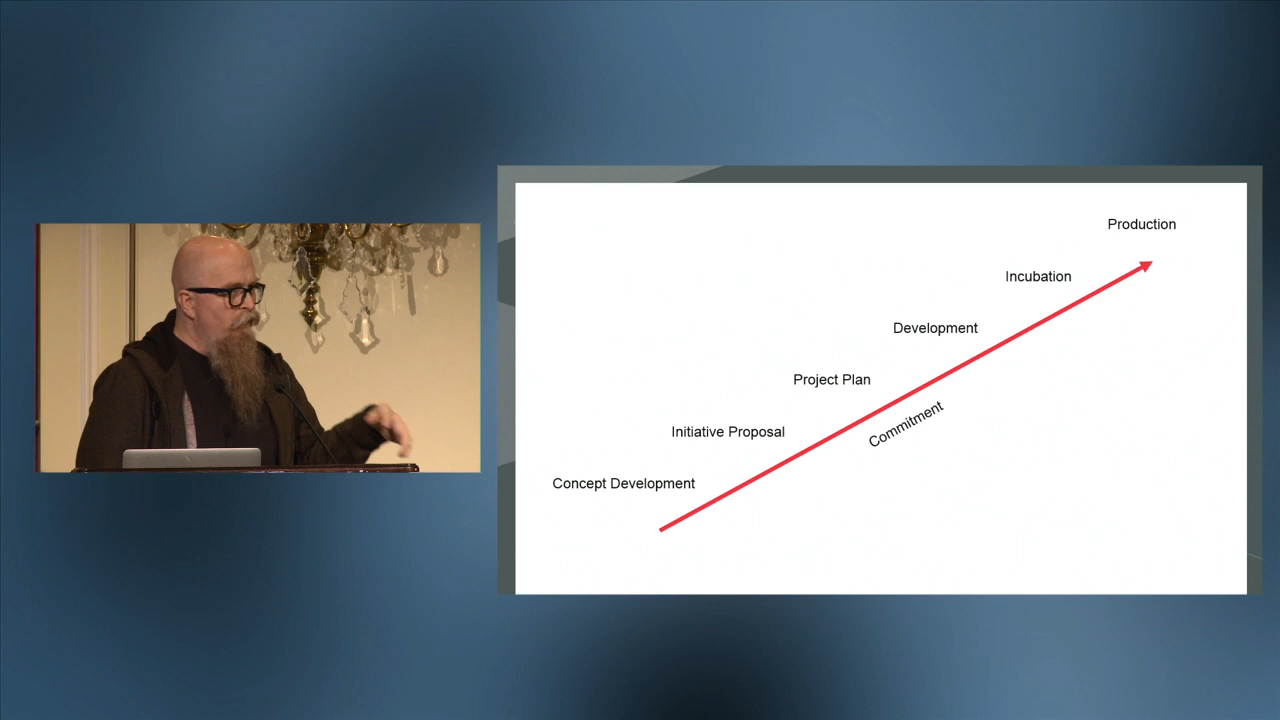 Production
Incubation
Development
Project Plan
Commitment
Initiative Proposal
Concept Development